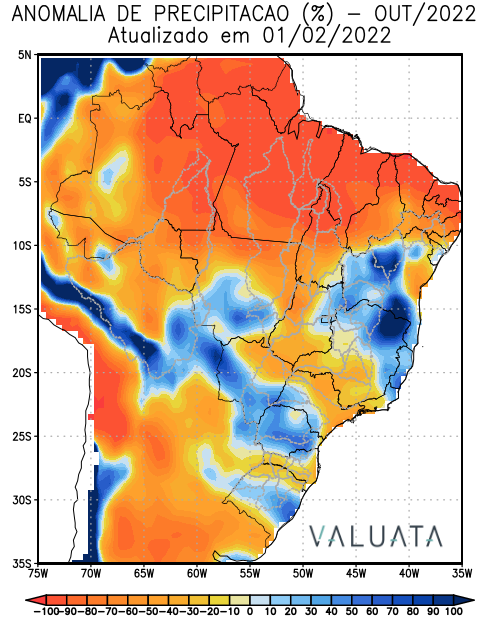 ANOMALIA DE PRECIPITACAO (%) – OUT/2022
Atualizado em 01/02/2022
5N
EQ
5S
10S
15S
20S
25S
30S
35S
75W 70W 65W 60W 55W 50W 45W 40W 35W
VALUATA
-100-90 -80 -70 -60 -50 -40 -30 -20 -10 0 10 20 30 40 50 60 70 80 90 100